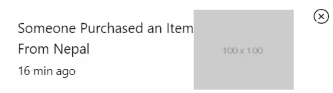 Someone Purchased an Item
From Nepal
16 min ago
100 x 100